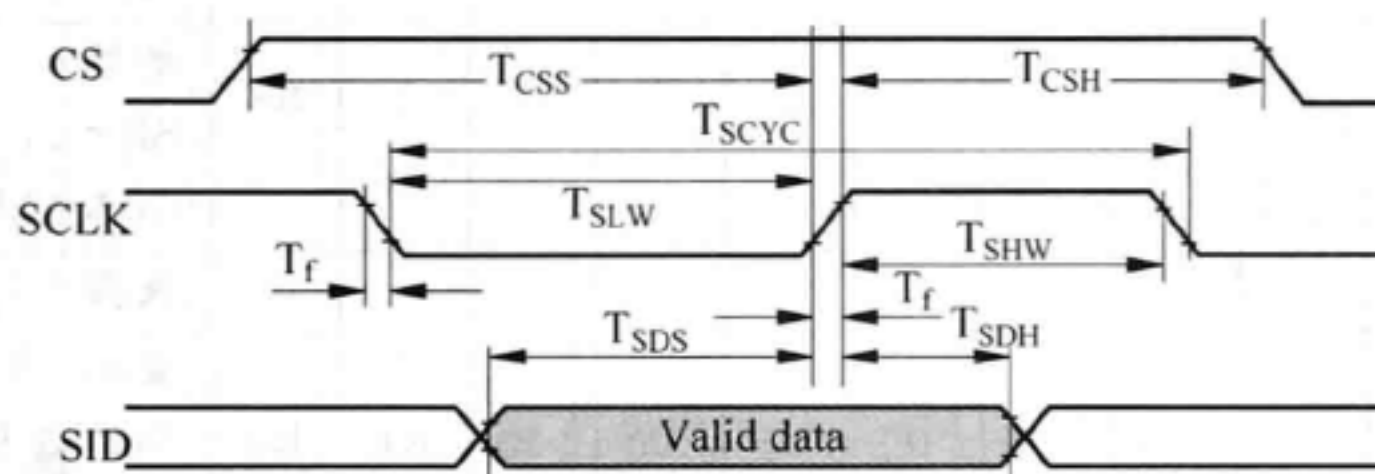 CS
T_CSS
T_CSH
T_SCYC
SCLK
T_SLW
T_SHW
T_f
T_f
T_SDS
T_SDH
SID
Valid data